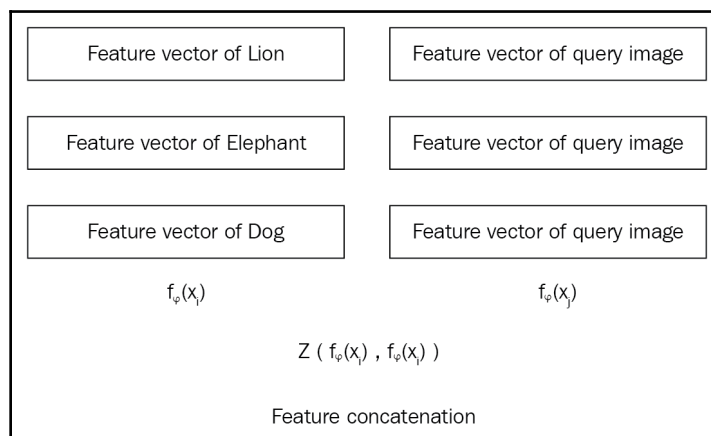 Feature vector of Lion Feature vector of query image
Feature vector of Elephant Feature vector of query image
Feature vector of Dog Feature vector of query image
fφ(xi) fφ(xj)
Z ( fφ(xi) , fφ(xi) )
Feature concatenation